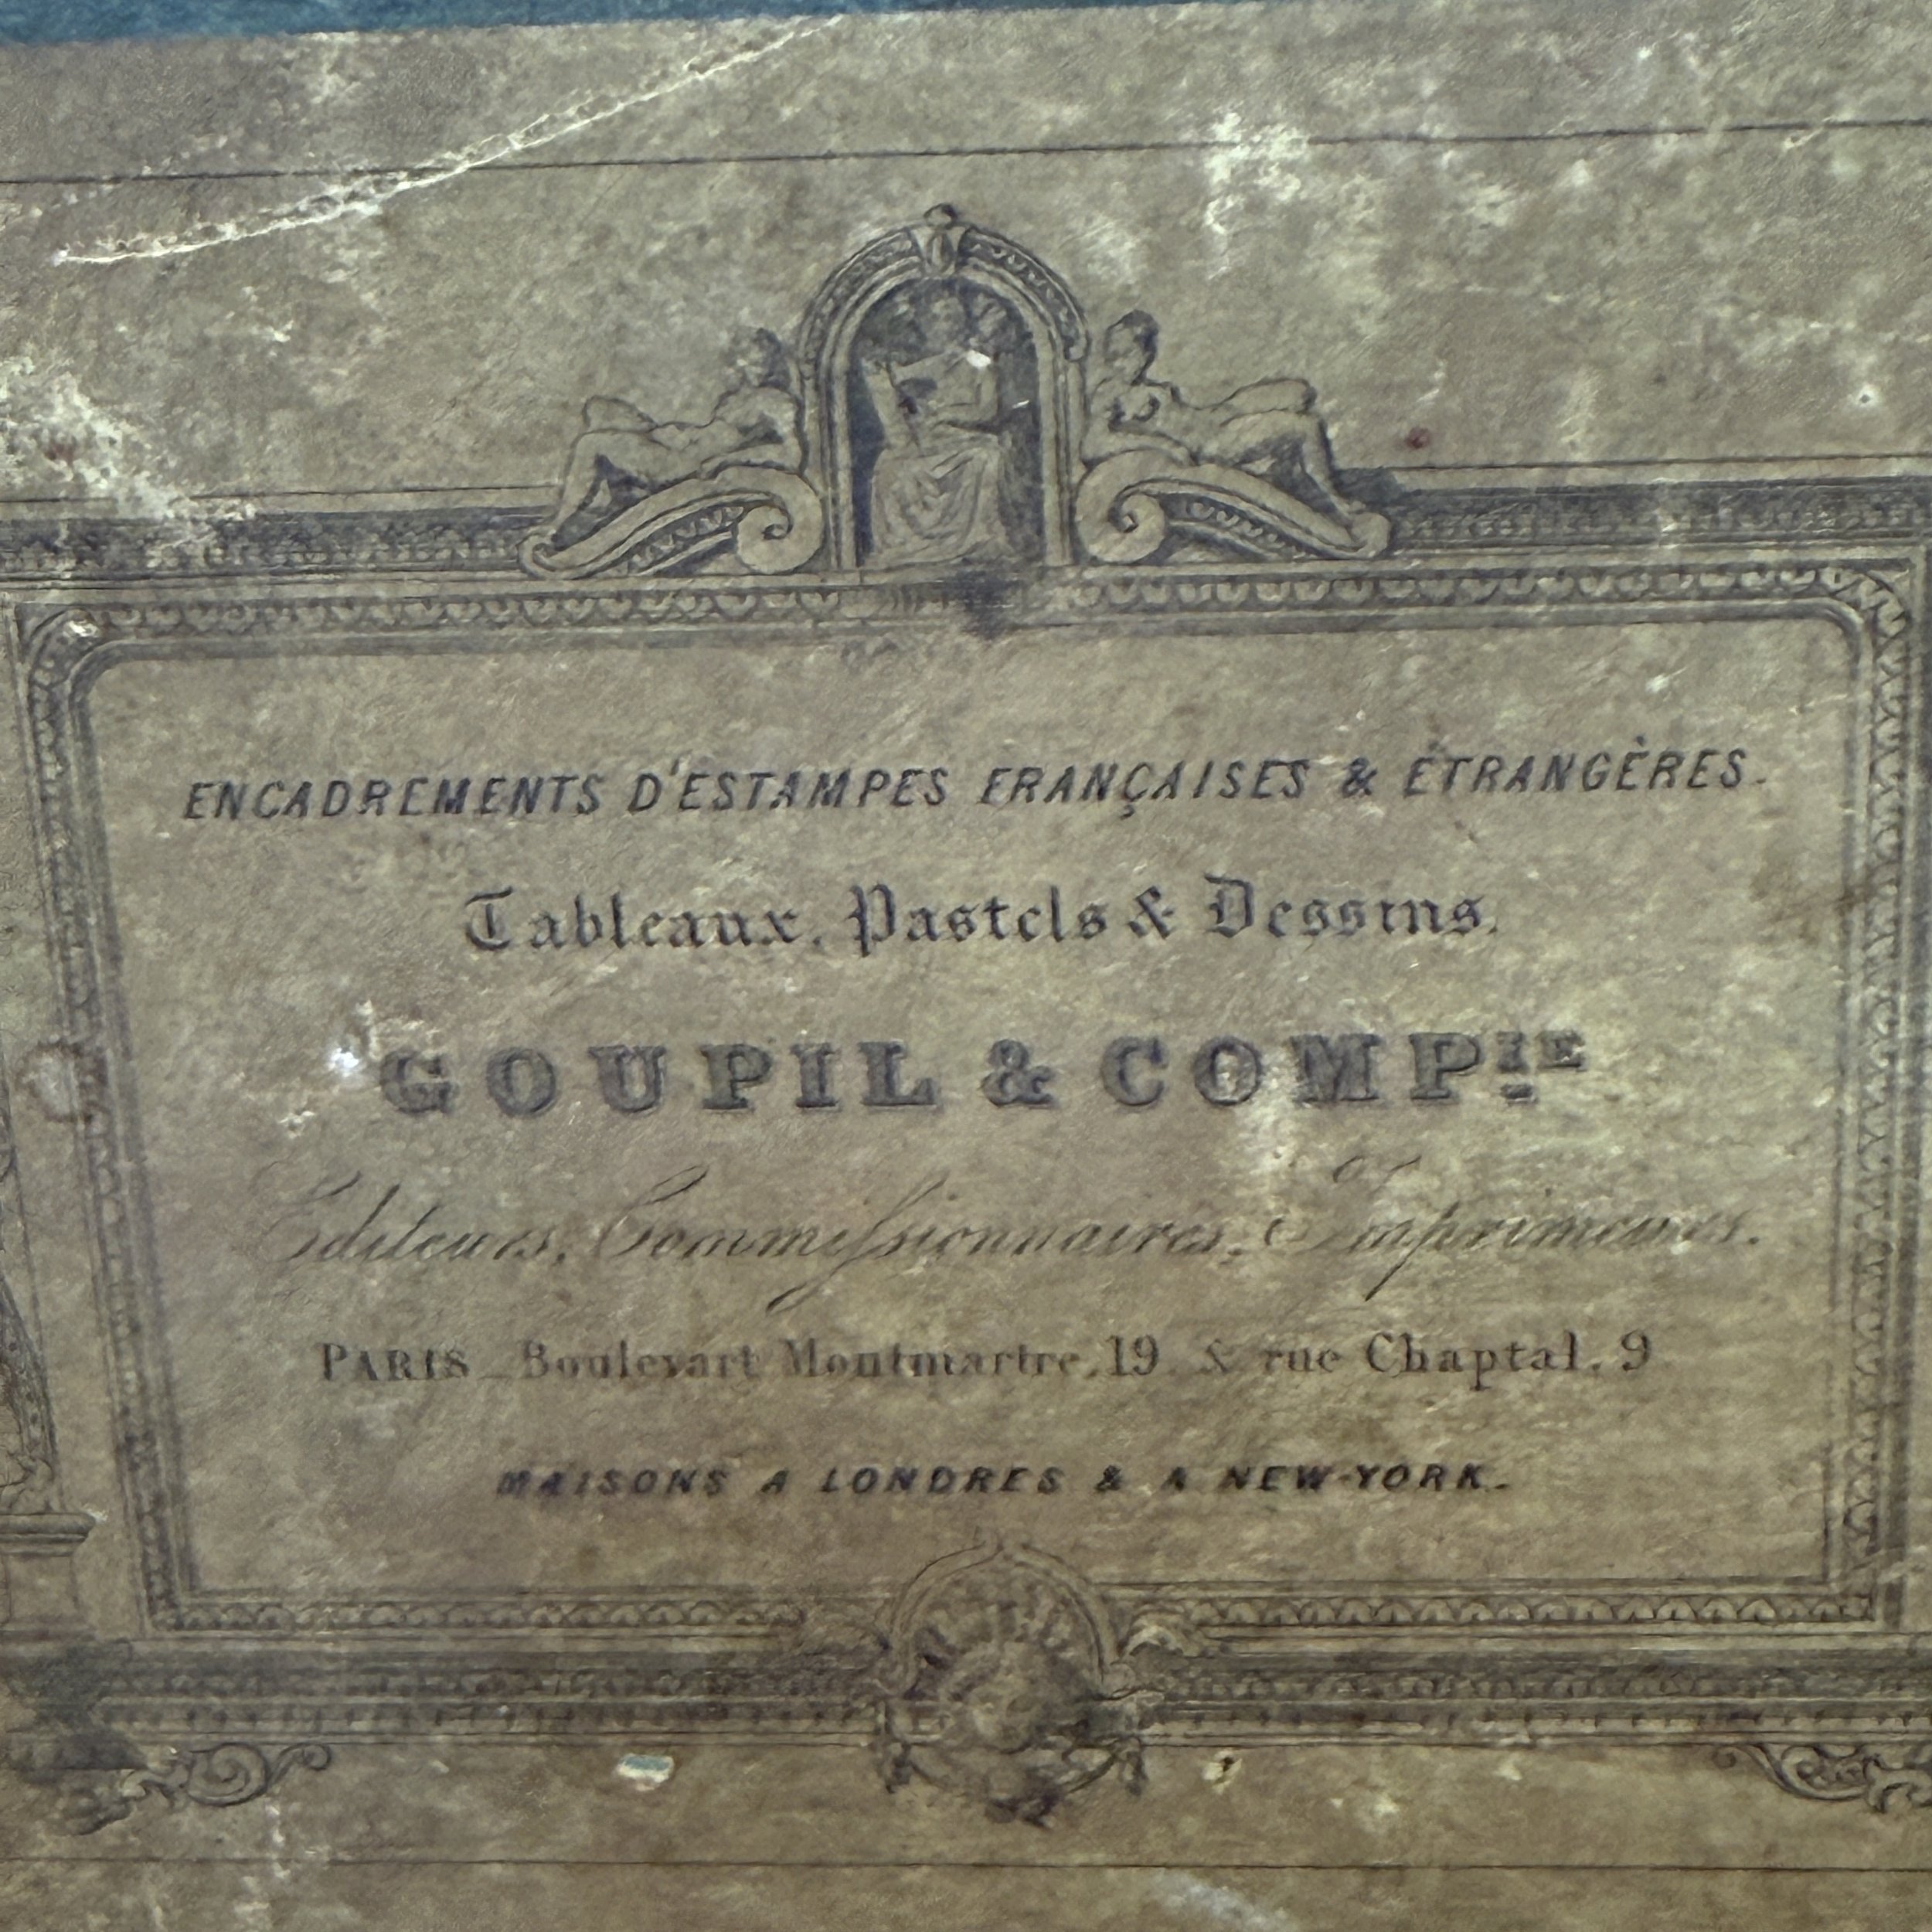 ENCADREMENTS D'ESTAMPES FRANÇAISES & ÉTRANGÈRES.
Tableaux, Pastels & Dessins.
GOUPIL & COMPIE
Editeurs, Commissionnaires, & Imprimeurs.
PARIS _ Boulevart Montmartre, 19 & rue Chaptal, 9
MAISONS A LONDRES & A NEW-YORK.